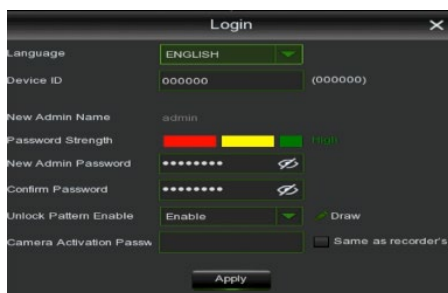 Login
Language ENGLISH
Device ID 000000 (000000)
New Admin Name admin
Password Strength High
New Admin Password ••••••••
Confirm Password ••••••••
Unlock Pattern Enable Enable Draw
Camera Activation Passw Same as recorder's
Apply